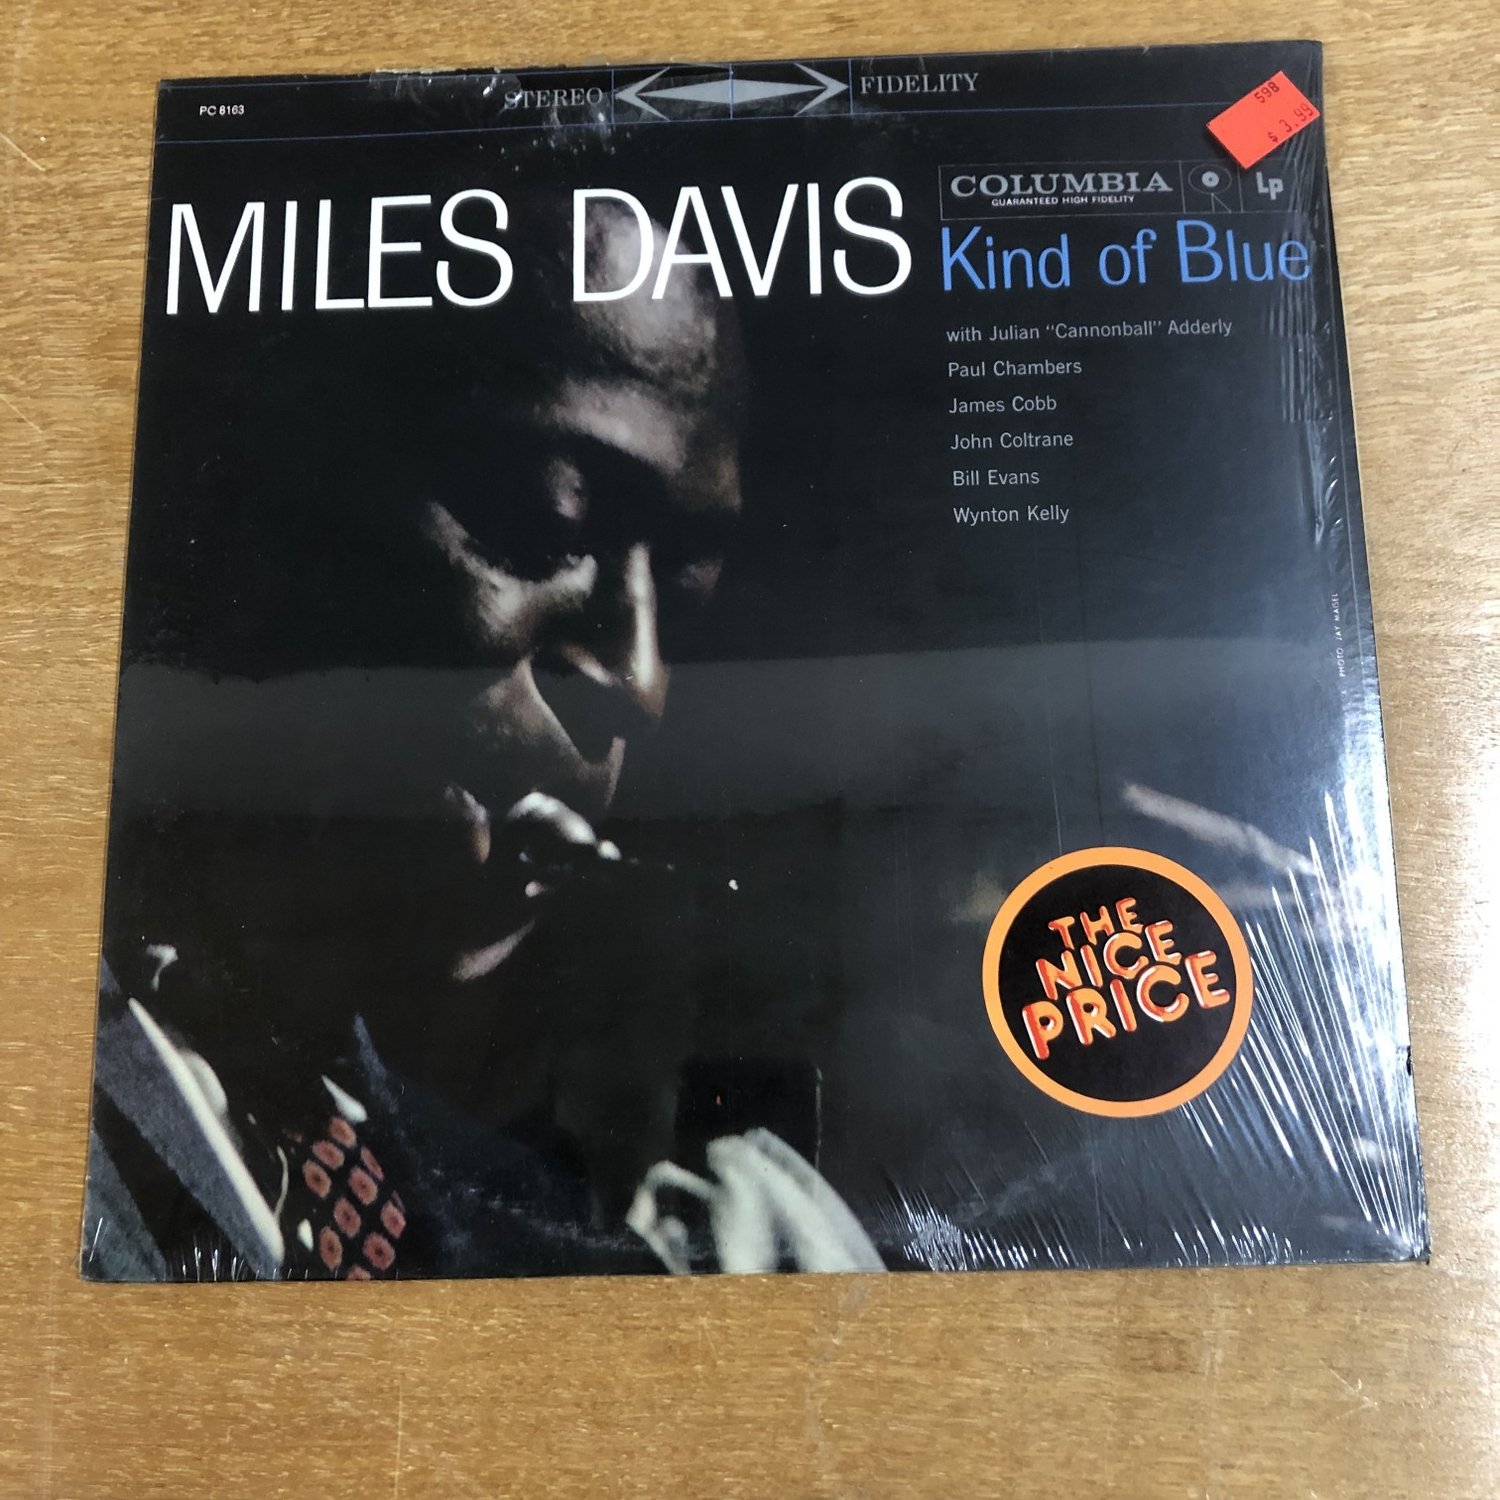 STEREO FIDELITY
PC 8163
598
$ 3.99
MILES DAVIS
COLUMBIA
GUARANTEED HIGH FIDELITY
Lp
Kind of Blue
with Julian "Cannonball" Adderly
Paul Chambers
James Cobb
John Coltrane
Bill Evans
Wynton Kelly
PHOTO: JAY MAISEL
THE
NICE
PRICE